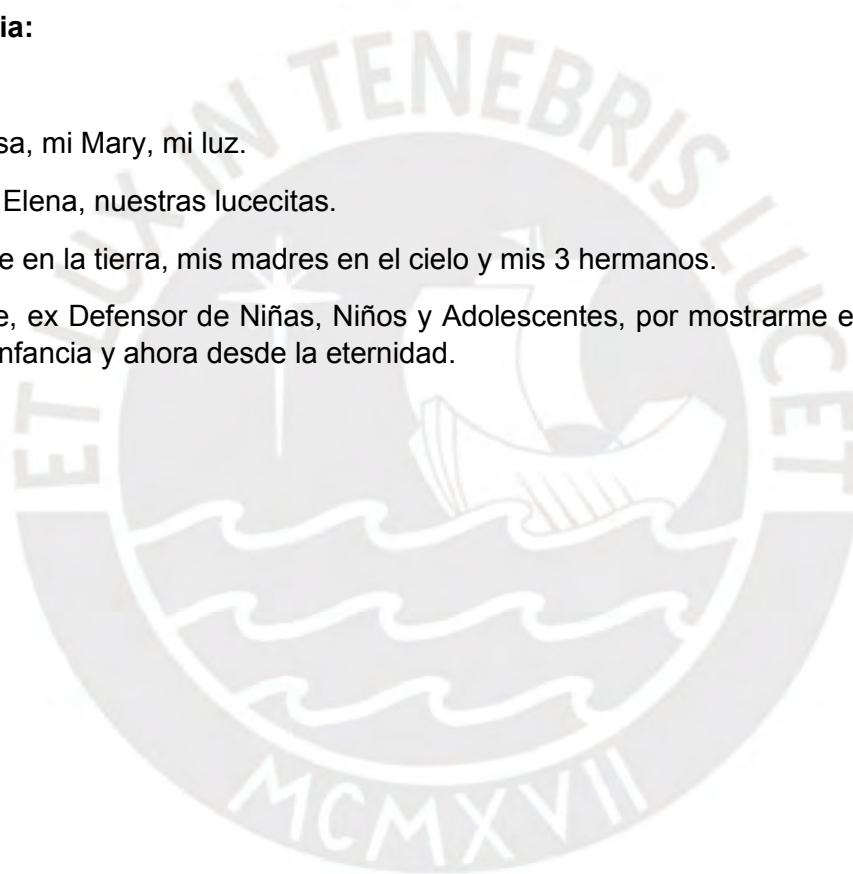 ia:
sa, mi Mary, mi luz.
Elena, nuestras lucecitas.
e en la tierra, mis madres en el cielo y mis 3 hermanos.
e, ex Defensor de Niñas, Niños y Adolescentes, por mostrarme e
nfancia y ahora desde la eternidad.
ET LUX IN TENEBRIS LUCET
MCMXVII